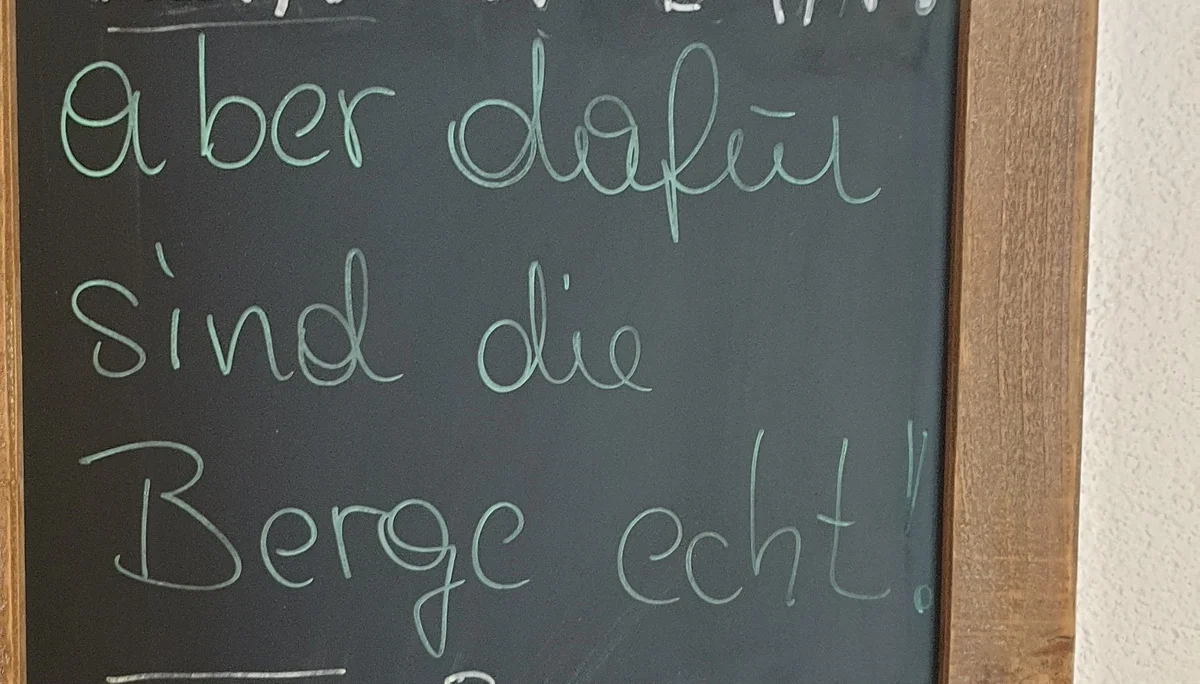 aber dafür
sind die
Berge echt!